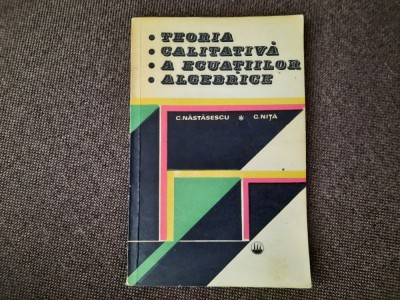 • TEORIA
• CALITATIVĂ
• A ECUAȚIILOR
• ALGEBRICE
C. NĂSTĂSESCU * C. NIȚĂ